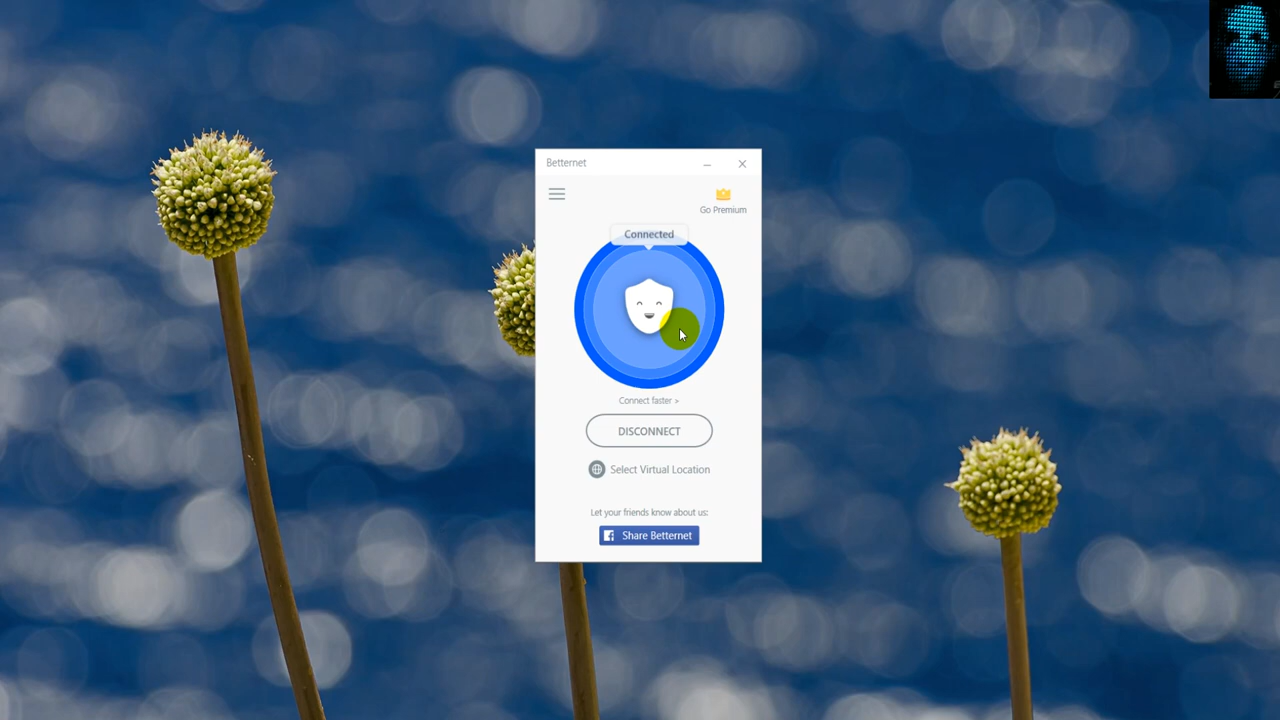 Betternet
Go Premium
Connected
Connect faster >
DISCONNECT
Select Virtual Location
Let your friends know about us:
Share Betternet